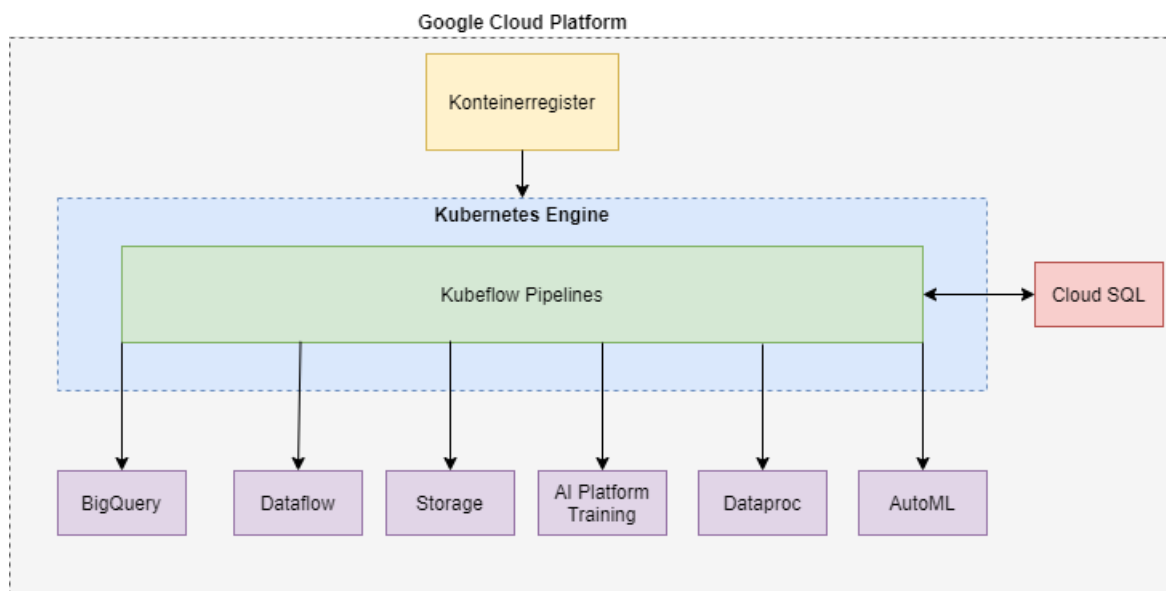 Google Cloud Platform
Konteinerregister
Kubernetes Engine
Kubeflow Pipelines
Cloud SQL
BigQuery
Dataflow
Storage
AI Platform
Training
Dataproc
AutoML